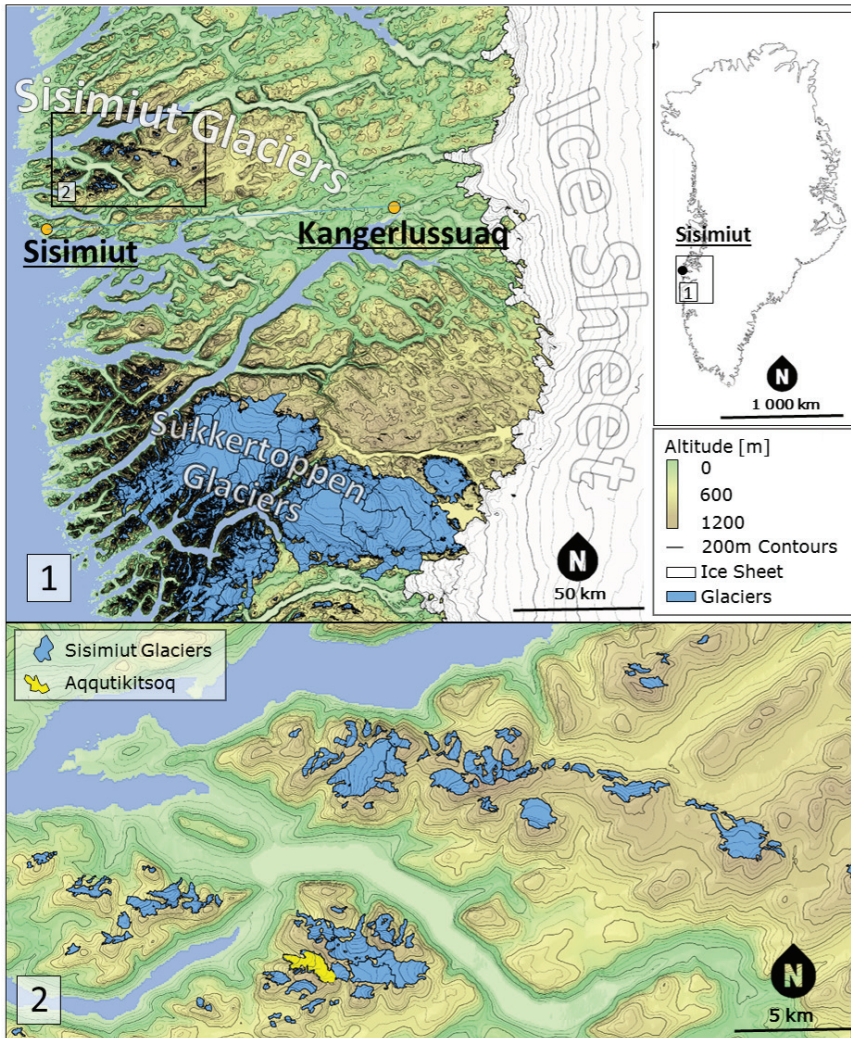 Sisimiut Glaciers
2
Sisimiut
Kangerlussuaq
Ice Sheet
Sukkertoppen
Glaciers
1
N
50 km
Sisimiut
1
N
1 000 km
Altitude [m]
0
600
1200
200m Contours
Ice Sheet
Glaciers
Sisimiut Glaciers
Aqqutikitsoq
2
N
5 km